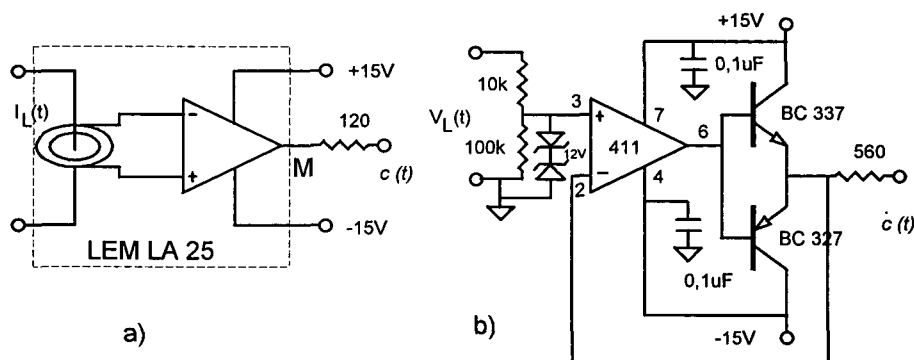 I_L(t)
+15V
120
M
c (t)
-15V
LEM LA 25
a)
+15V
0,1uF
10k
BC 337
3
7
V_L(t)
+
6
411
560
100k
12V
-
4
2
ċ (t)
BC 327
0,1uF
b)
-15V